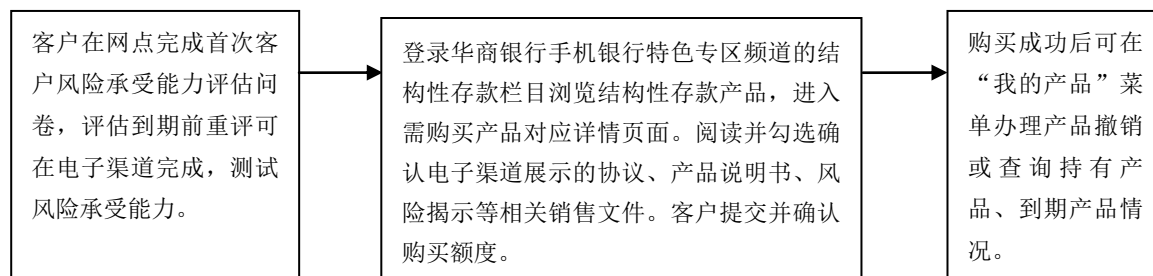 客户在网点完成首次客
户风险承受能力评估问
卷，评估到期前重评可
在电子渠道完成，测试
风险承受能力。
登录华商银行手机银行特色专区频道的结
构性存款栏目浏览结构性存款产品，进入
需购买产品对应详情页面。阅读并勾选确
认电子渠道展示的协议、产品说明书、风
险揭示等相关销售文件。客户提交并确认
购买额度。
购买成功后可在
“我的产品”菜
单办理产品撤销
或查询持有产
品、到期产品情
况。